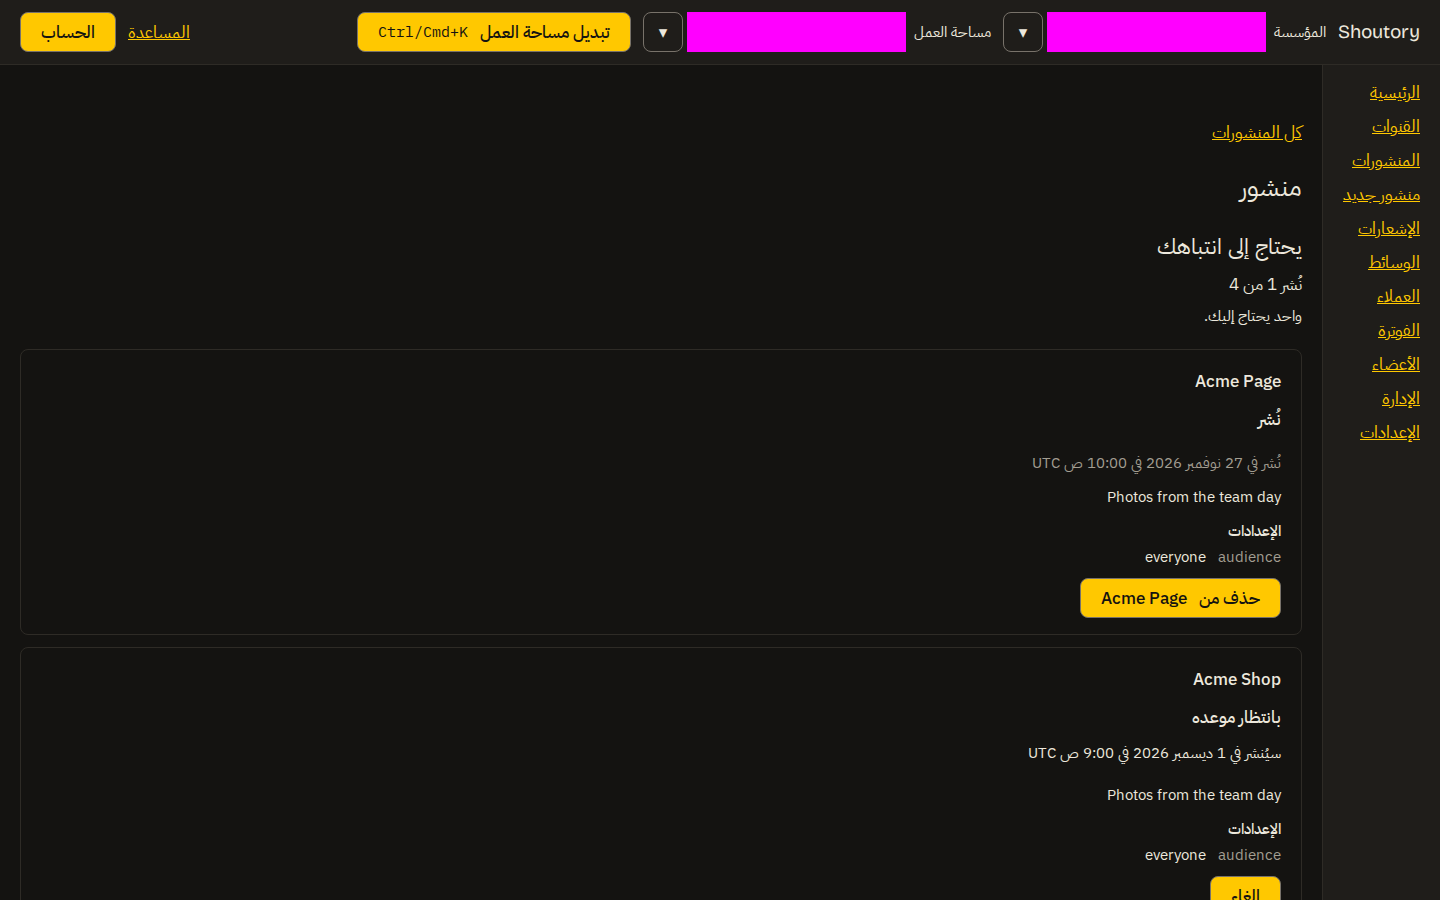 Shoutory المؤسسة ▼ مساحة العمل ▼ تبديل مساحة العمل Ctrl/Cmd+K المساعدة الحساب
الرئيسية
القنوات
المنشورات
منشور جديد
الإشعارات
الوسائط
العملاء
الفوترة
الأعضاء
الإدارة
الإعدادات
كل المنشورات
منشور
يحتاج إلى انتباهك
نُشر 1 من 4
واحد يحتاج إليك.
Acme Page
نُشر
نُشر في 27 نوفمبر 2026 في 10:00 ص UTC
Photos from the team day
الإعدادات
audience everyone
حذف من Acme Page
Acme Shop
بانتظار موعده
سيُنشر في 1 ديسمبر 2026 في 9:00 ص UTC
Photos from the team day
الإعدادات
audience everyone
إلغاء